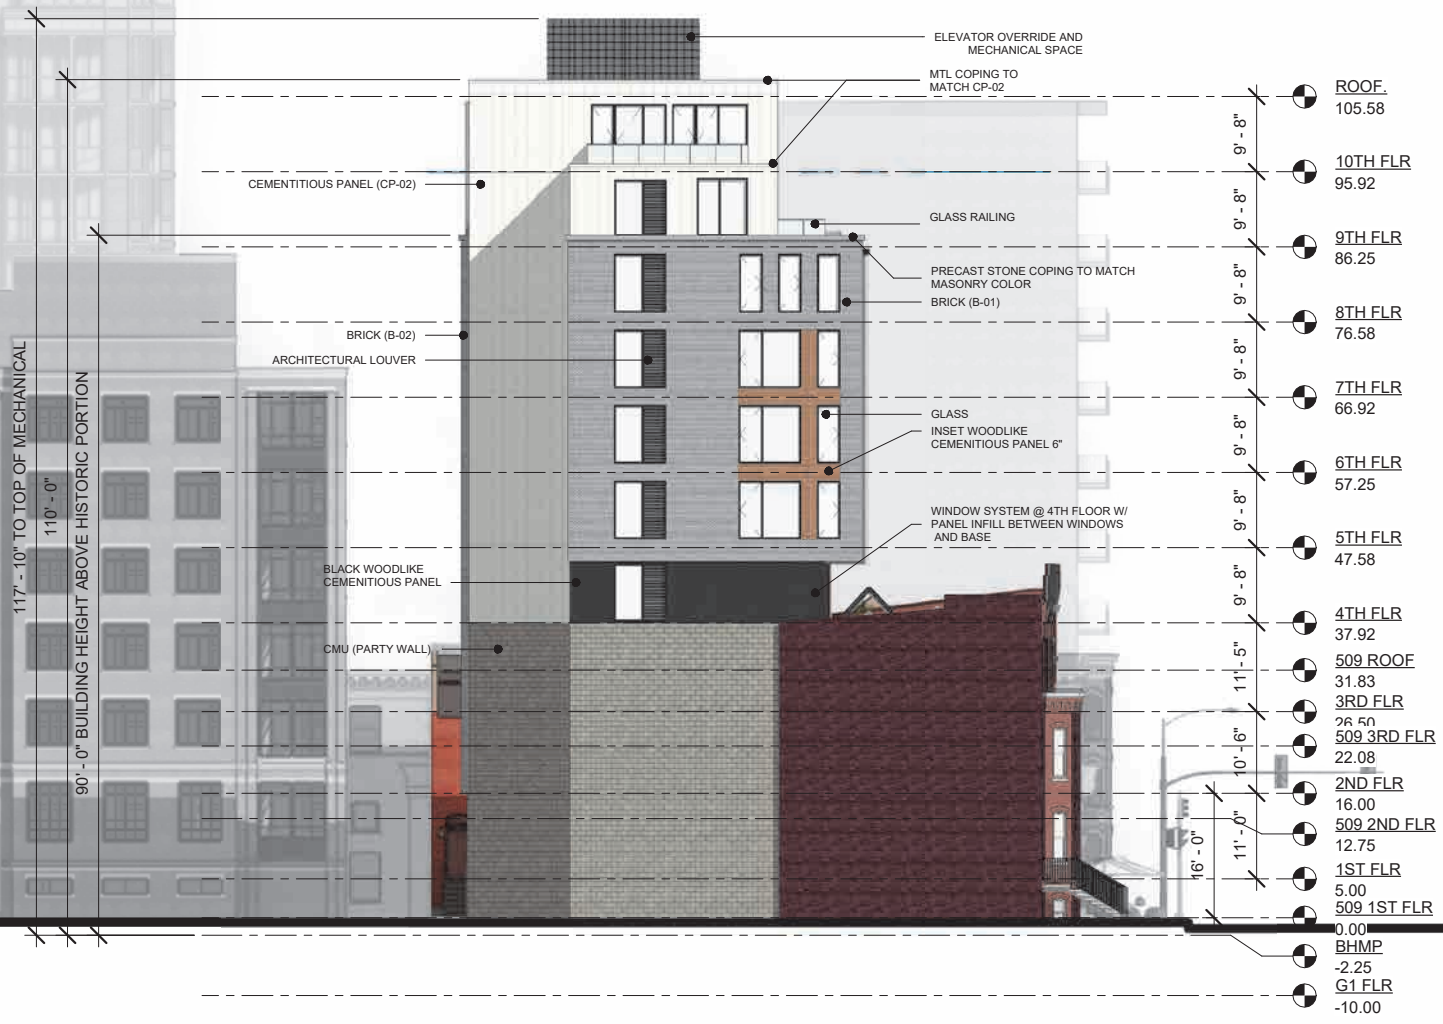 ELEVATOR OVERRIDE AND
MECHANICAL SPACE
MTL COPING TO
MATCH CP-02
CEMENTITIOUS PANEL (CP-02)
GLASS RAILING
PRECAST STONE COPING TO MATCH
MASONRY COLOR
BRICK (B-01)
BRICK (B-02)
ARCHITECTURAL LOUVER
GLASS
INSET WOODLIKE
CEMENITIOUS PANEL 6"
WINDOW SYSTEM @ 4TH FLOOR W/
PANEL INFILL BETWEEN WINDOWS
AND BASE
BLACK WOODLIKE
CEMENITIOUS PANEL
CMU (PARTY WALL)
117' - 10" TO TOP OF MECHANICAL
110' - 0"
90' - 0" BUILDING HEIGHT ABOVE HISTORIC PORTION
9' - 8"
9' - 8"
9' - 8"
9' - 8"
9' - 8"
9' - 8"
9' - 8"
11' - 5"
10' - 6"
11' - 0"
16' - 0"
ROOF.
105.58
10TH FLR
95.92
9TH FLR
86.25
8TH FLR
76.58
7TH FLR
66.92
6TH FLR
57.25
5TH FLR
47.58
4TH FLR
37.92
509 ROOF
31.83
3RD FLR
26.50
509 3RD FLR
22.08
2ND FLR
16.00
509 2ND FLR
12.75
1ST FLR
5.00
509 1ST FLR
0.00
BHMP
-2.25
G1 FLR
-10.00